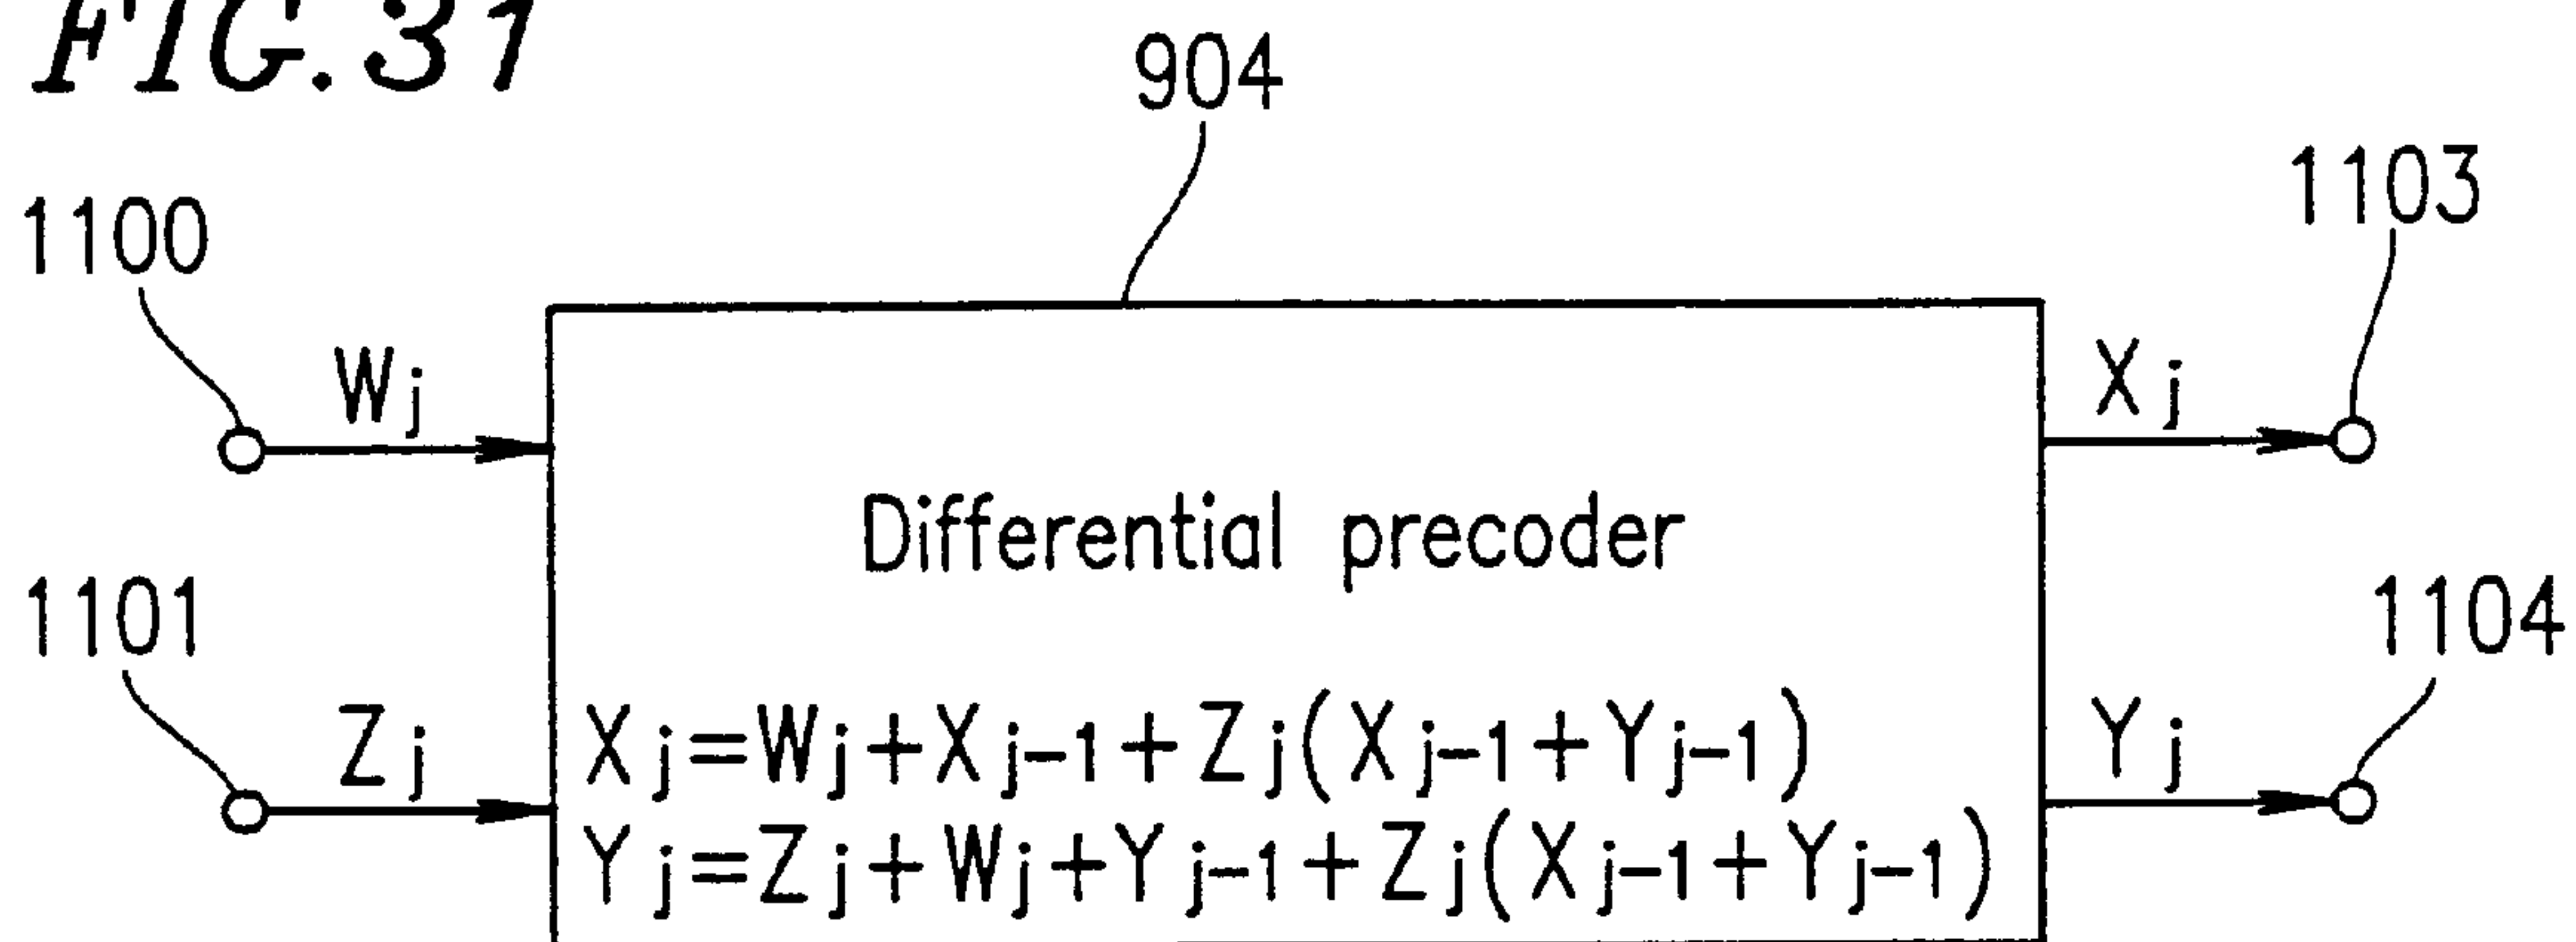 FIG.31
904
1103
1100
Wj
Xj
Differential precoder
1101
1104
Zj
Yj
Xj=Wj+Xj-1+Zj(Xj-1+Yj-1)
Yj=Zj+Wj+Yj-1+Zj(Xj-1+Yj-1)